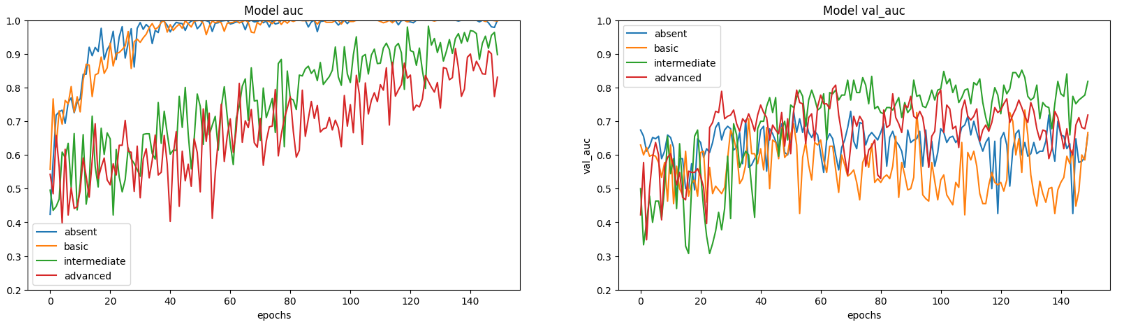 Model auc
1.0
0.9
0.8
0.7
0.6
0.5
0.4
0.3
0.2
absent
basic
intermediate
advanced
0 20 40 60 80 100 120 140
epochs
Model val_auc
val_auc
1.0
0.9
0.8
0.7
0.6
0.5
0.4
0.3
0.2
absent
basic
intermediate
advanced
0 20 40 60 80 100 120 140
epochs